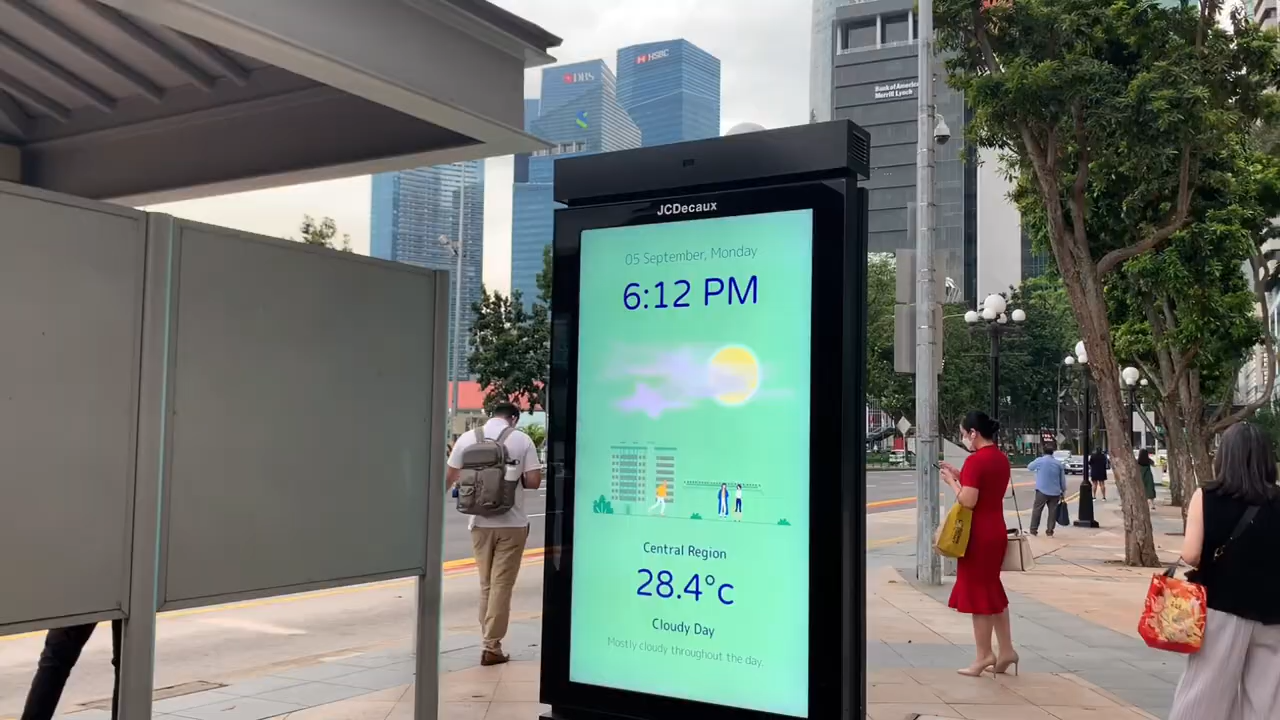 DBS
HSBC
Bank of America
Merrill Lynch
JCDecaux
05 September, Monday
6:12 PM
Central Region
28.4°c
Cloudy Day
Mostly cloudy throughout the day.